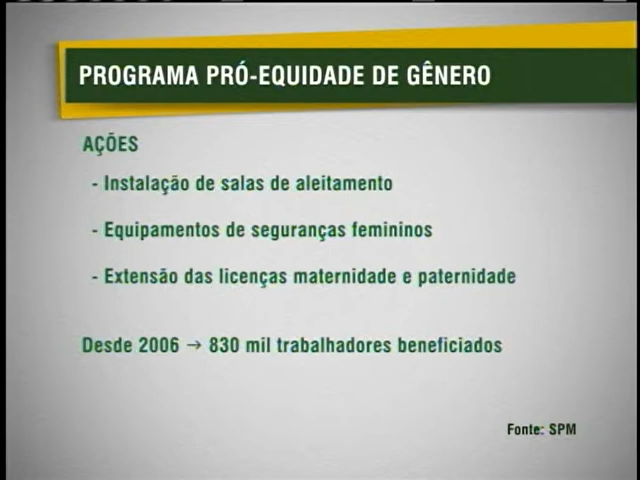 PROGRAMA PRÓ-EQUIDADE DE GÊNERO
AÇÕES
- Instalação de salas de aleitamento
- Equipamentos de seguranças femininos
- Extensão das licenças maternidade e paternidade
Desde 2006 → 830 mil trabalhadores beneficiados
Fonte: SPM